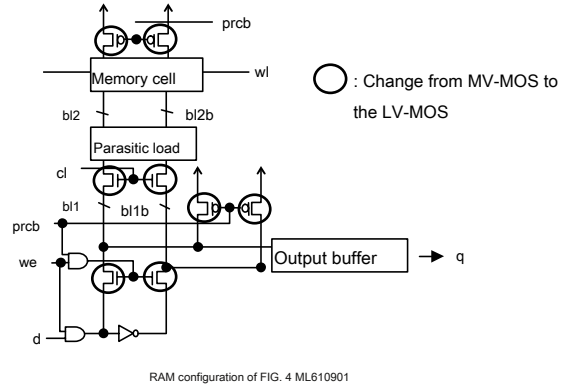 prcb
Memory cell
wl
: Change from MV-MOS to
the LV-MOS
bl2
bl2b
Parasitic load
cl
bl1
bl1b
prcb
we
Output buffer
q
d
RAM configuration of FIG. 4 ML610901